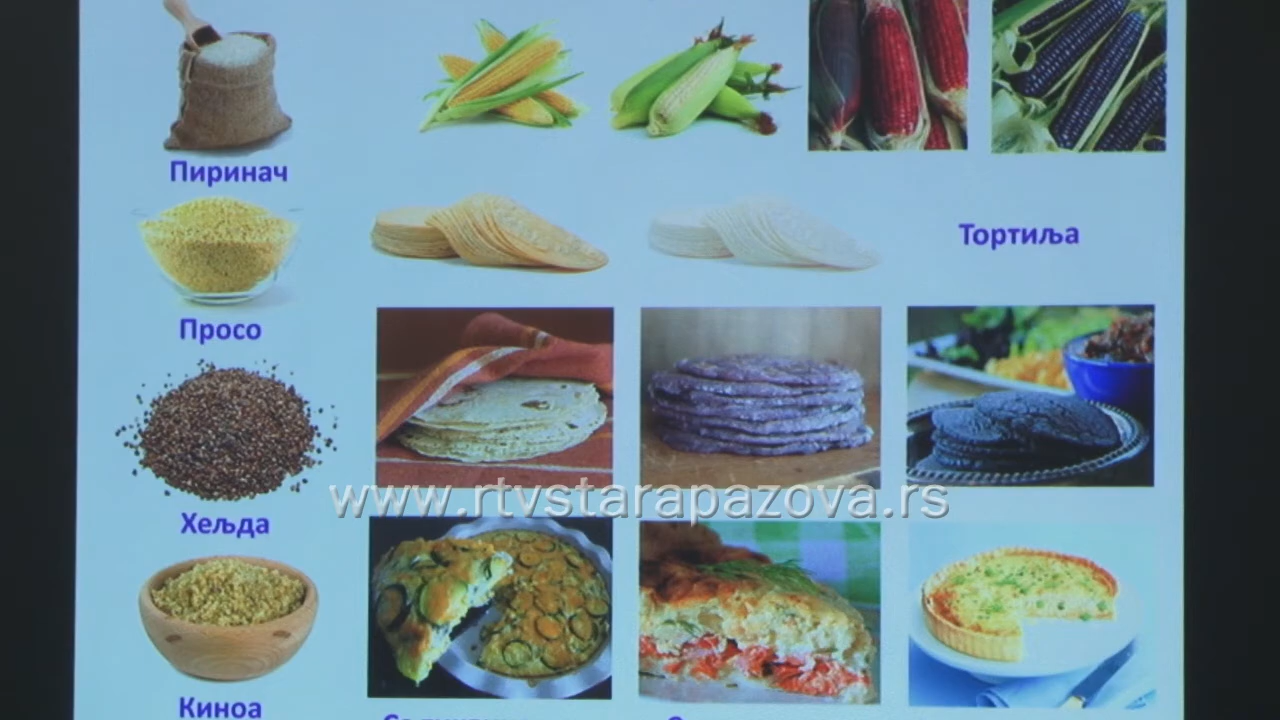 Пиринач
Тортиља
Просо
www.rtvstarapazova.rs
Хељда
Киноа